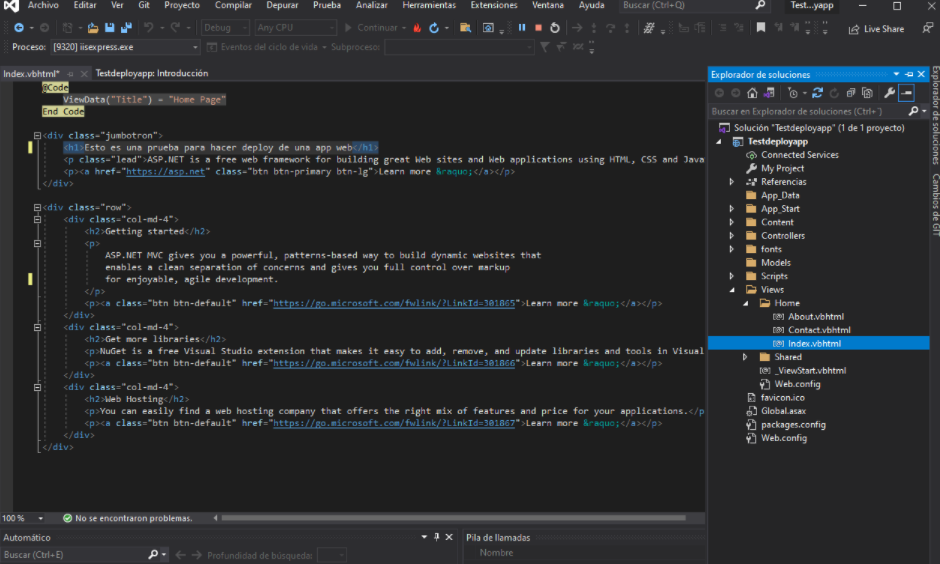 Archivo Editar Ver Git Proyecto Compilar Depurar Prueba Analizar Herramientas Extensiones Ventana Ayuda Buscar (Ctrl+Q) Test...yapp
Debug Any CPU Continuar Live Share
Proceso: [9320] iisexpress.exe Eventos del ciclo de vida Subproceso:
Index.vbhtml* Testdeployapp: Introducción
@Code
ViewData("Title") = "Home Page"
End Code
<div class="jumbotron">
<h1>Esto es una prueba para hacer deploy de una app web</h1>
<p class="lead">ASP.NET is a free web framework for building great Web sites and Web applications using HTML, CSS and Java
<p><a href="https://asp.net" class="btn btn-primary btn-lg">Learn more &raquo;</a></p>
</div>
<div class="row">
<div class="col-md-4">
<h2>Getting started</h2>
<p>
ASP.NET MVC gives you a powerful, patterns-based way to build dynamic websites that
enables a clean separation of concerns and gives you full control over markup
for enjoyable, agile development.
</p>
<p><a class="btn btn-default" href="https://go.microsoft.com/fwlink/?LinkId=301865">Learn more &raquo;</a></p>
</div>
<div class="col-md-4">
<h2>Get more libraries</h2>
<p>NuGet is a free Visual Studio extension that makes it easy to add, remove, and update libraries and tools in Visual
<p><a class="btn btn-default" href="https://go.microsoft.com/fwlink/?LinkId=301866">Learn more &raquo;</a></p>
</div>
<div class="col-md-4">
<h2>Web Hosting</h2>
<p>You can easily find a web hosting company that offers the right mix of features and price for your applications.</p
<p><a class="btn btn-default" href="https://go.microsoft.com/fwlink/?LinkId=301867">Learn more &raquo;</a></p>
</div>
</div>
100 % No se encontraron problemas.
Automático
Buscar (Ctrl+E) Profundidad de búsqueda:
Pila de llamadas
Nombre
Explorador de soluciones
Buscar en Explorador de soluciones (Ctrl+´)
Solución "Testdeployapp" (1 de 1 proyecto)
Testdeployapp
Connected Services
My Project
Referencias
App_Data
App_Start
Content
Controllers
fonts
Models
Scripts
Views
Home
About.vbhtml
Contact.vbhtml
Index.vbhtml
Shared
_ViewStart.vbhtml
Web.config
favicon.ico
Global.asax
packages.config
Web.config
Explorador de soluciones
Cambios de GIT